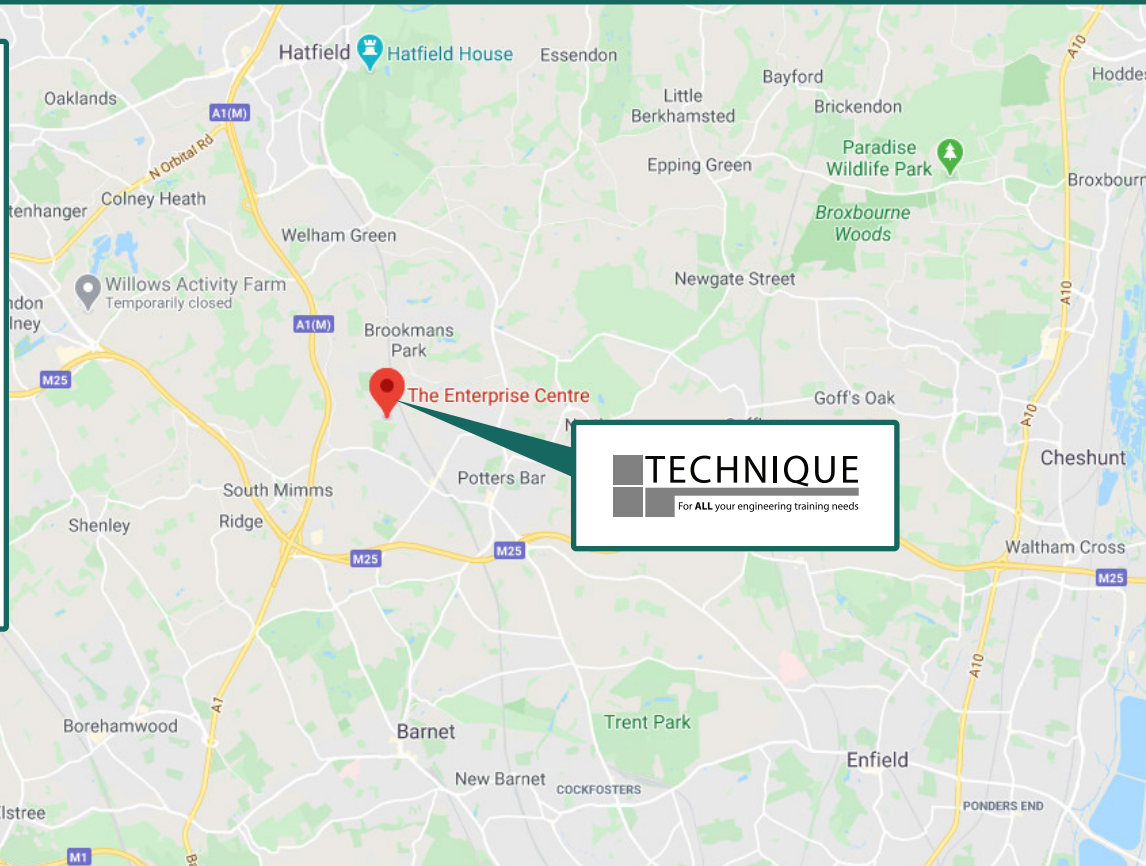 Hatfield
Hatfield House
Essendon
A10
Hoddes
Bayford
Oaklands
Little
Berkhamsted
Brickendon
A1(M)
N Orbital Rd
Paradise
Wildlife Park
Epping Green
Broxbourn
tenhanger
Colney Heath
Broxbourne
Woods
Welham Green
Newgate Street
Willows Activity Farm
Temporarily closed
A10
ndon
lney
A1(M)
Brookmans
Park
M25
The Enterprise Centre
Goff's Oak
A10
TECHNIQUE
For ALL your engineering training needs
Cheshunt
Potters Bar
South Mimms
Ridge
Shenley
M25
M25
Waltham Cross
M25
A10
A1
Borehamwood
Barnet
Trent Park
Enfield
New Barnet
COCKFOSTERS
PONDERS END
lstree
M1